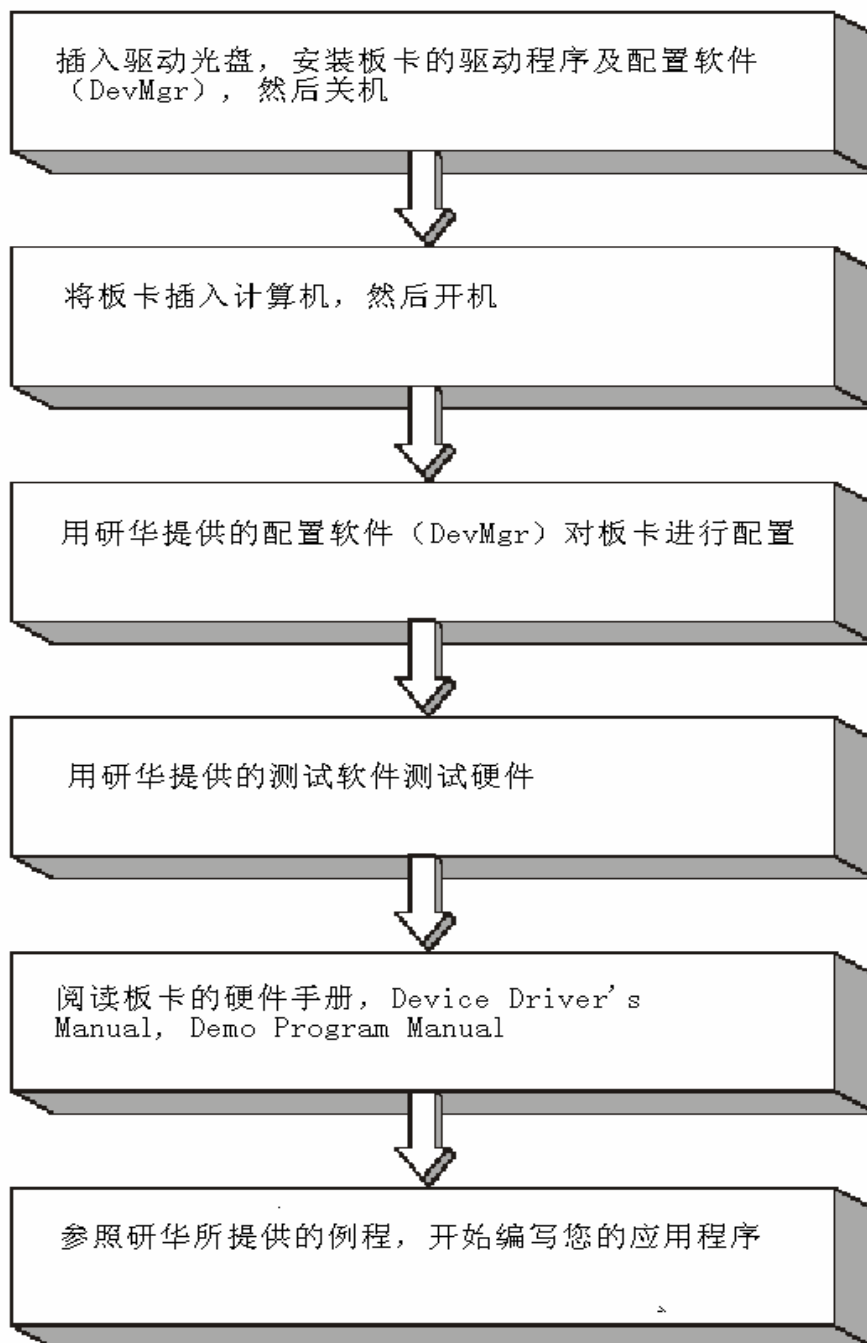 插入驱动光盘，安装板卡的驱动程序及配置软件
（DevMgr），然后关机
将板卡插入计算机，然后开机
用研华提供的配置软件（DevMgr）对板卡进行配置
用研华提供的测试软件测试硬件
阅读板卡的硬件手册，Device Driver's
Manual, Demo Program Manual
参照研华所提供的例程，开始编写您的应用程序